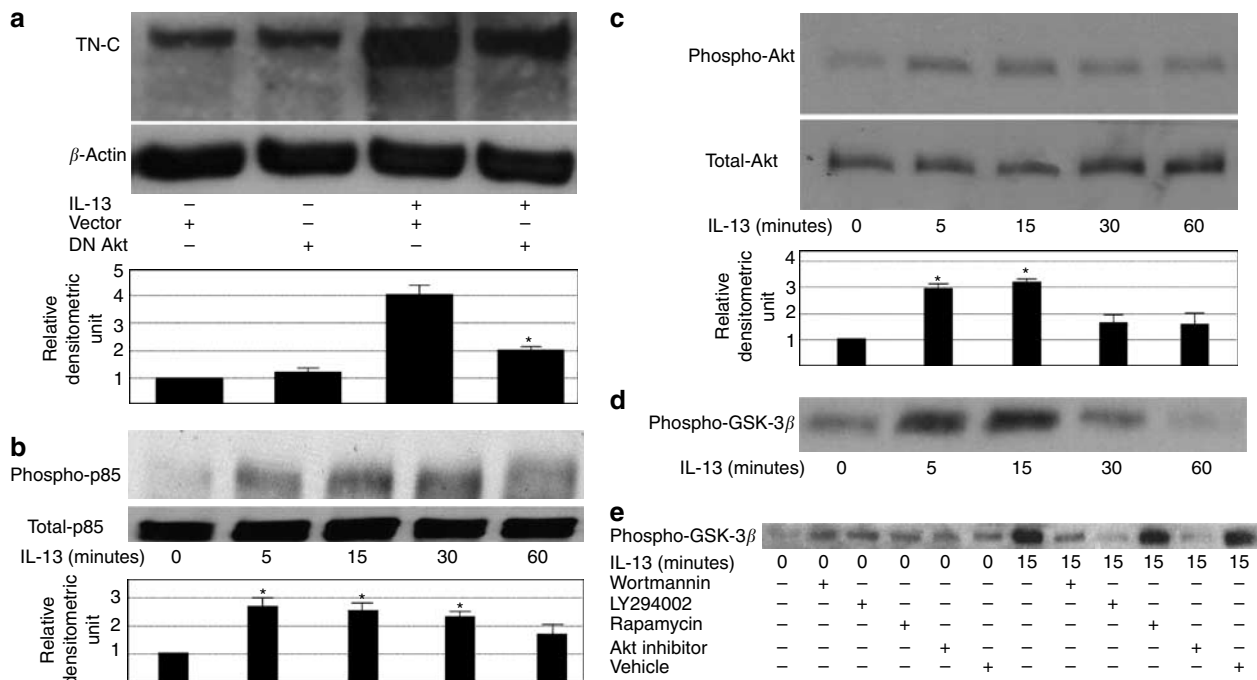 a
TN-C
β-Actin
IL-13 – – + +
Vector + – + –
DN Akt – + – +
Relative densitometric unit
5
4
3
2
1
*
b
Phospho-p85
Total-p85
IL-13 (minutes) 0 5 15 30 60
Relative densitometric unit
3
2
1
* * *
c
Phospho-Akt
Total-Akt
IL-13 (minutes) 0 5 15 30 60
Relative densitometric unit
4
3
2
1
* *
d
Phospho-GSK-3β
IL-13 (minutes) 0 5 15 30 60
e
Phospho-GSK-3β
IL-13 (minutes) 0 0 0 0 0 0 15 15 15 15 15 15
Wortmannin – + – – – – – + – – – –
LY294002 – – + – – – – – + – – –
Rapamycin – – – + – – – – – + – –
Akt inhibitor – – – – + – – – – – + –
Vehicle – – – – – + – – – – – +